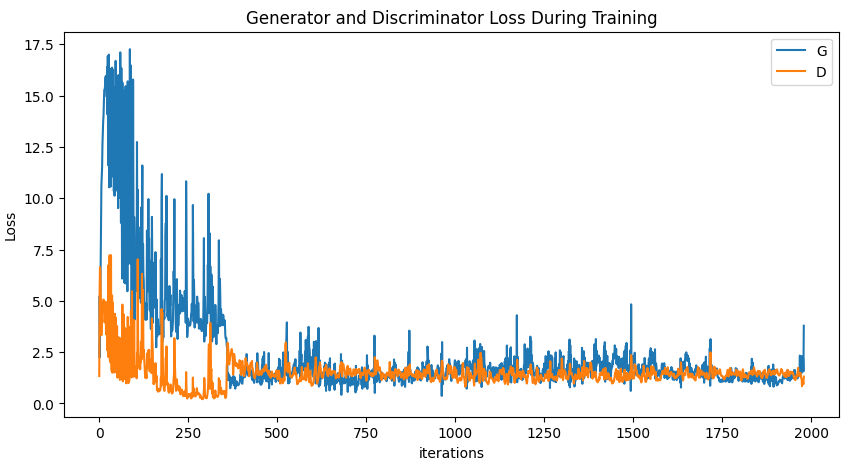 Generator and Discriminator Loss During Training
G
D
Loss
17.5
15.0
12.5
10.0
7.5
5.0
2.5
0.0
0 250 500 750 1000 1250 1500 1750 2000
iterations